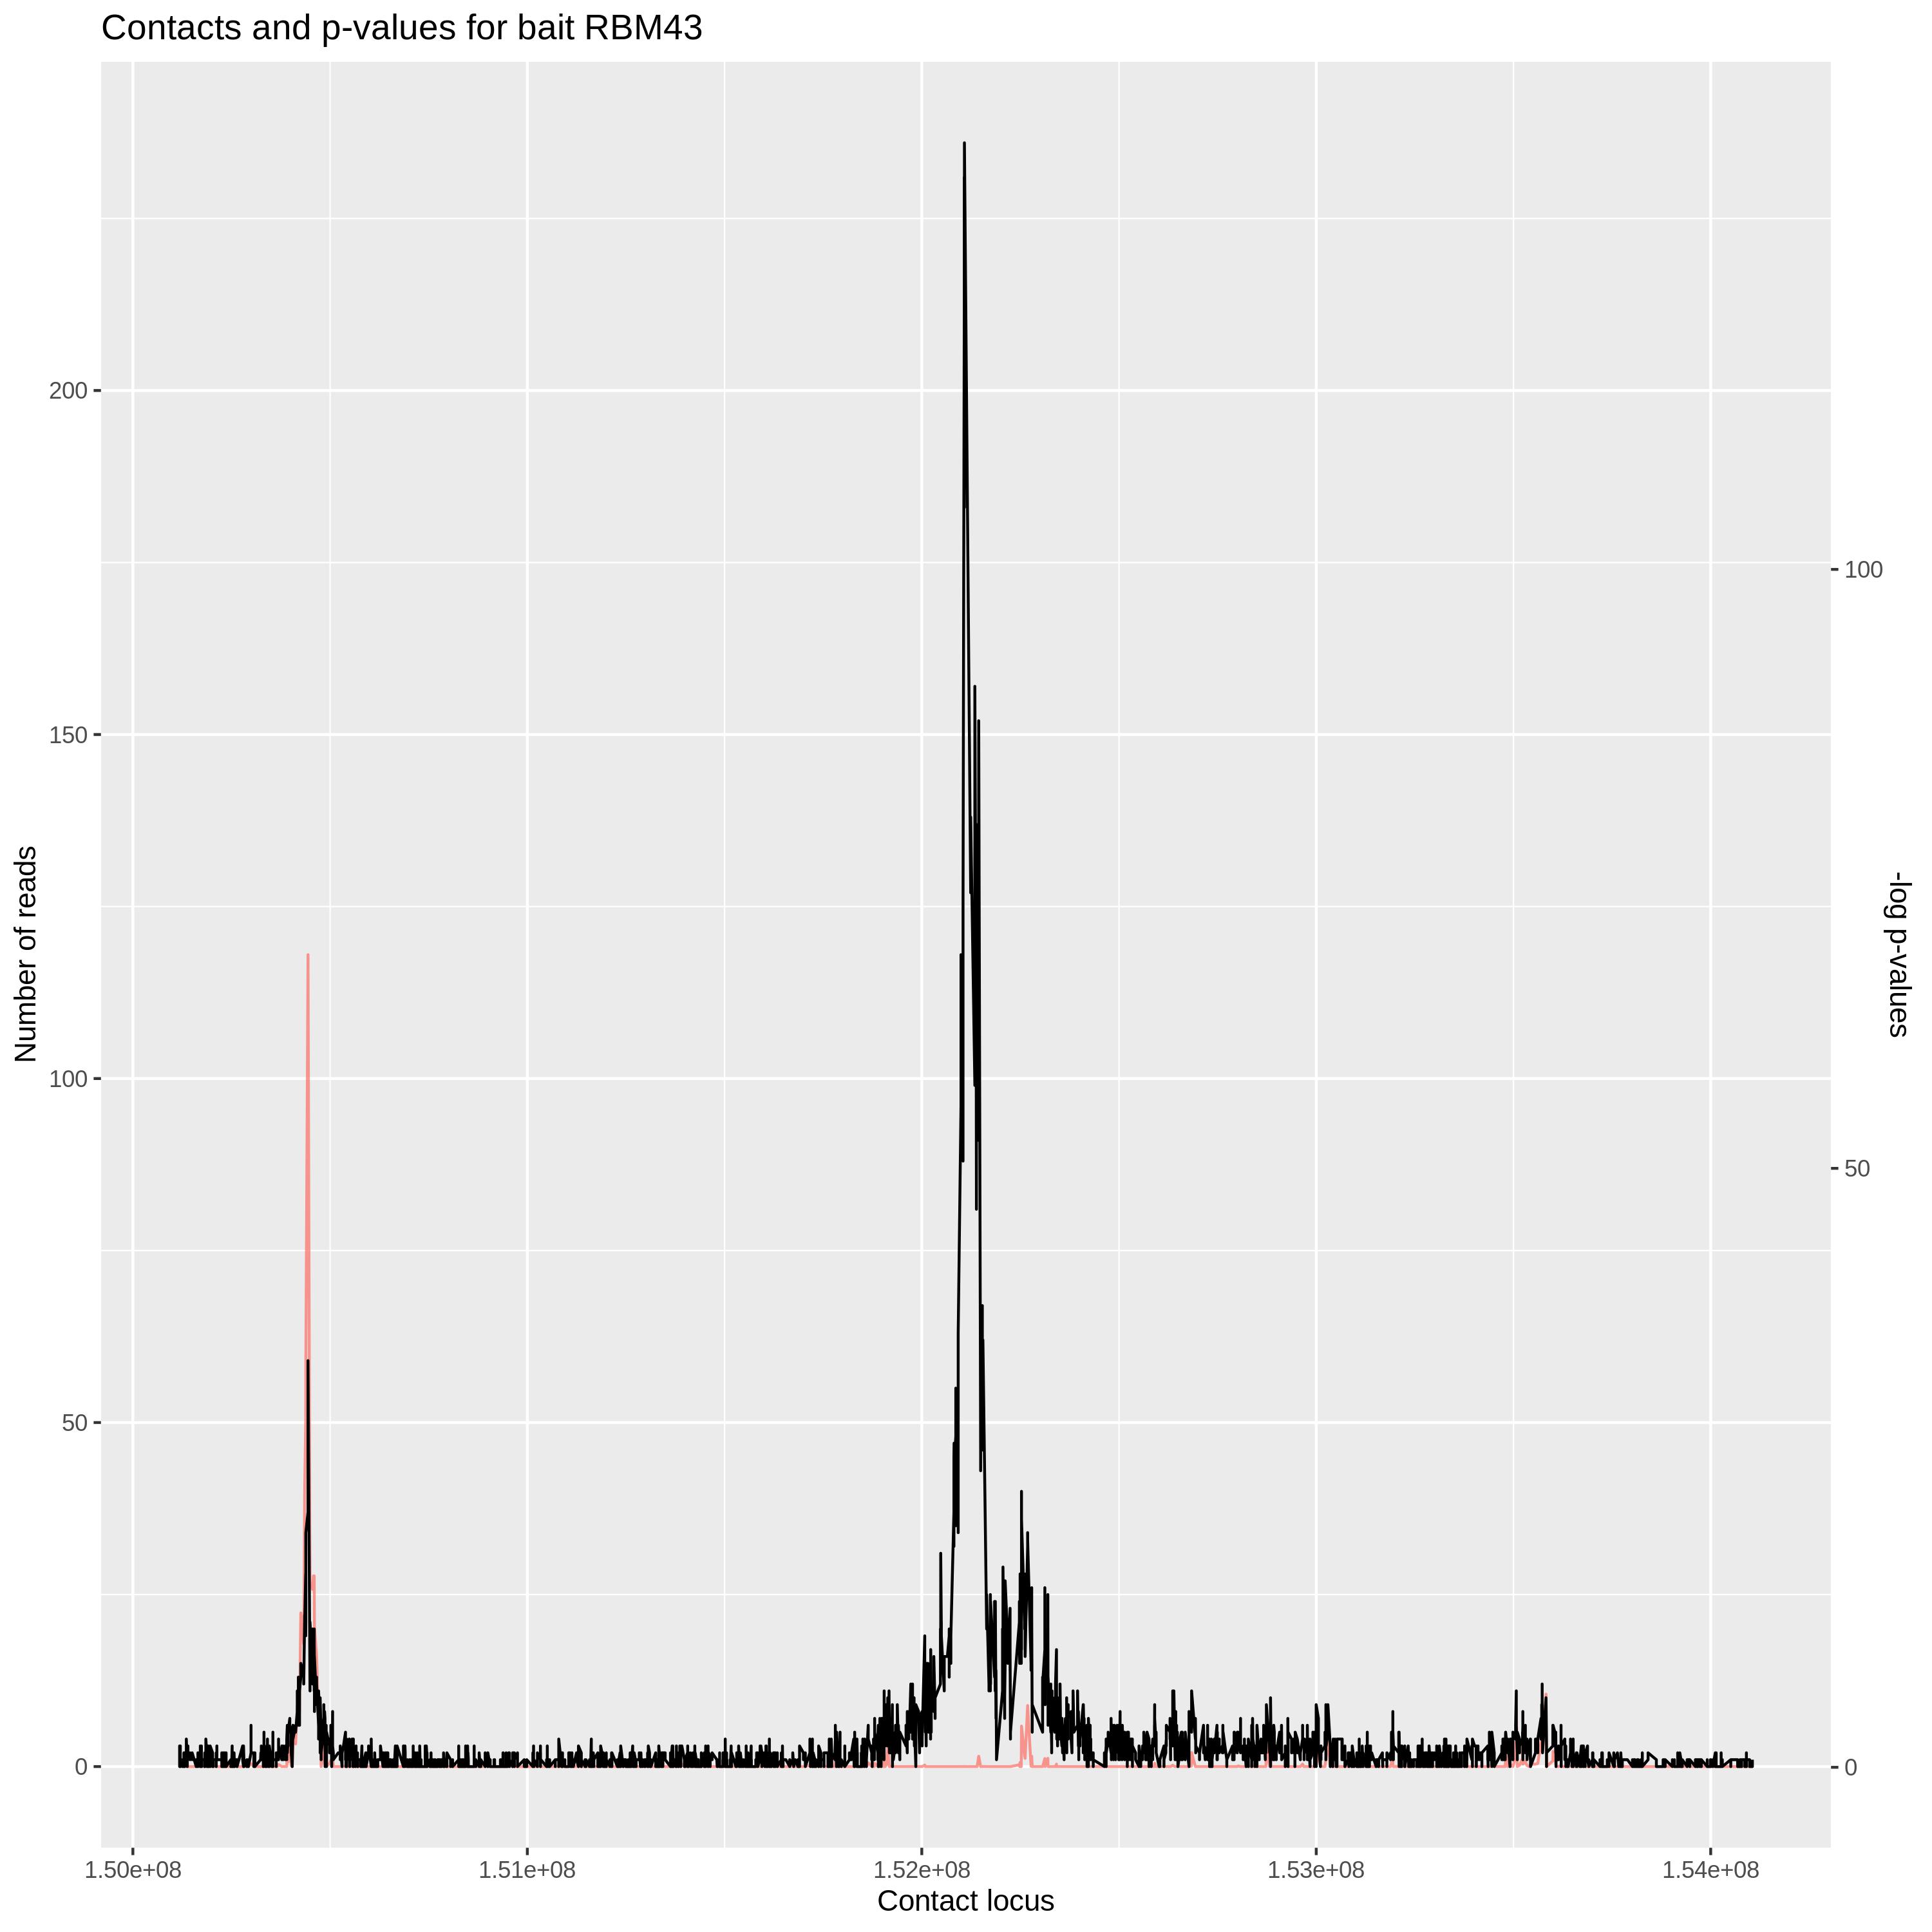 Contacts and p-values for bait RBM43
Number of reads
200
150
100
50
0
100
50
0
-log p-values
1.50e+08
1.51e+08
1.52e+08
1.53e+08
1.54e+08
Contact locus